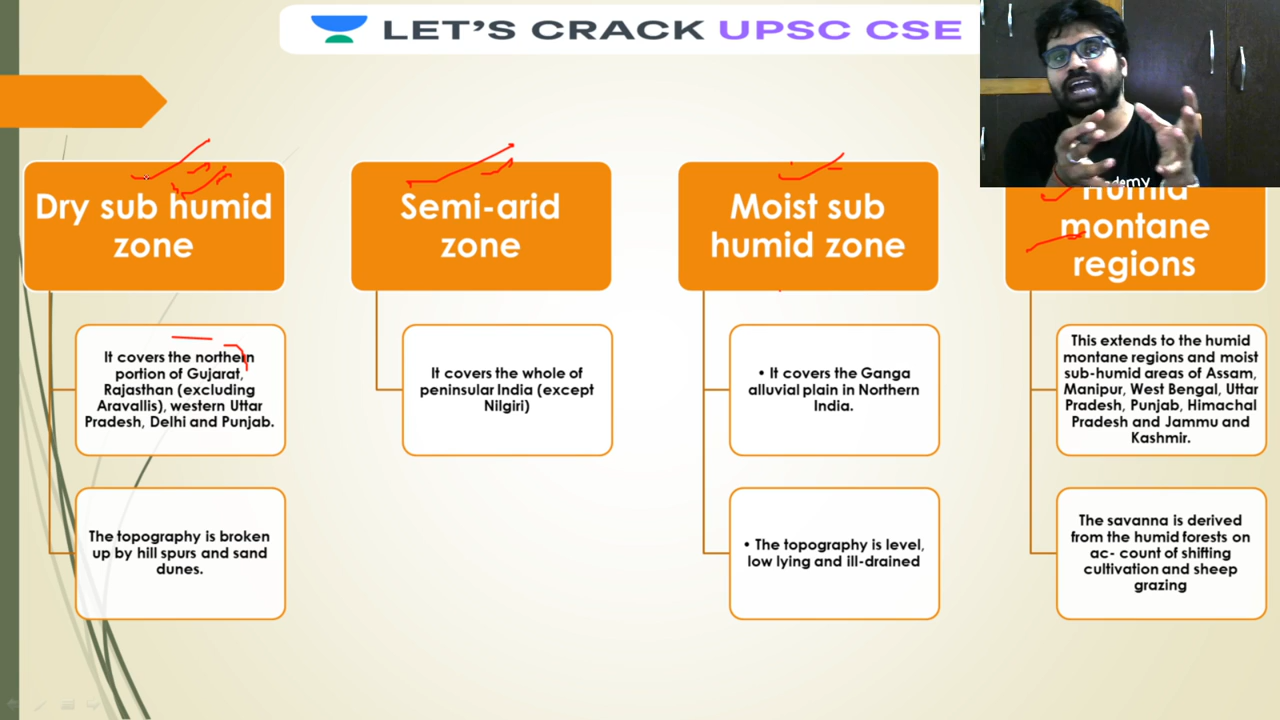 LET'S CRACK UPSC CSE
Dry sub humid
zone
It covers the northern
portion of Gujarat,
Rajasthan (excluding
Aravallis), western Uttar
Pradesh, Delhi and Punjab.
The topography is broken
up by hill spurs and sand
dunes.
Semi-arid
zone
It covers the whole of
peninsular India (except
Nilgiri)
Moist sub
humid zone
• It covers the Ganga
alluvial plain in Northern
India.
• The topography is level,
low lying and ill-drained
Humid
montane
regions
This extends to the humid
montane regions and moist
sub-humid areas of Assam,
Manipur, West Bengal, Uttar
Pradesh, Punjab, Himachal
Pradesh and Jammu and
Kashmir.
The savanna is derived
from the humid forests on
ac- count of shifting
cultivation and sheep
grazing